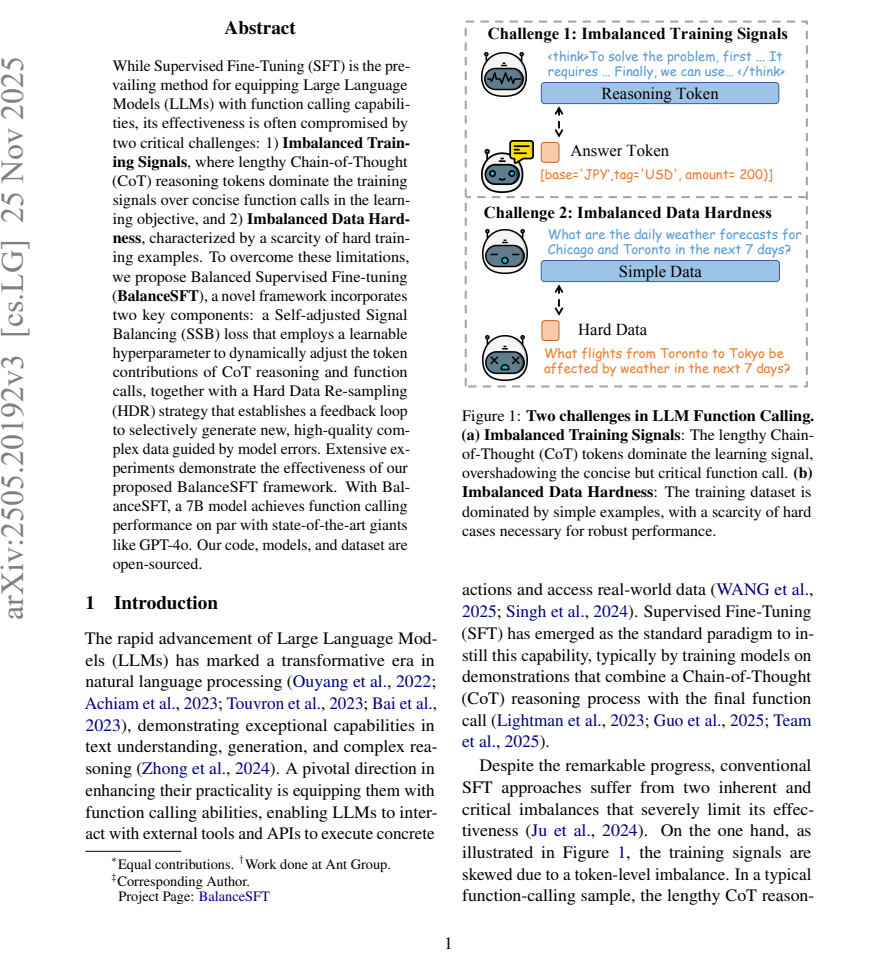 arXiv:2505.20192v3 [cs.LG] 25 Nov 2025
Abstract
While Supervised Fine-Tuning (SFT) is the pre-
vailing method for equipping Large Language
Models (LLMs) with function calling capabili-
ties, its effectiveness is often compromised by
two critical challenges: 1) Imbalanced Train-
ing Signals, where lengthy Chain-of-Thought
(CoT) reasoning tokens dominate the training
signals over concise function calls in the learn-
ing objective, and 2) Imbalanced Data Hard-
ness, characterized by a scarcity of hard train-
ing examples. To overcome these limitations,
we propose Balanced Supervised Fine-tuning
(BalanceSFT), a novel framework incorporates
two key components: a Self-adjusted Signal
Balancing (SSB) loss that employs a learnable
hyperparameter to dynamically adjust the token
contributions of CoT reasoning and function
calls, together with a Hard Data Re-sampling
(HDR) strategy that establishes a feedback loop
to selectively generate new, high-quality com-
plex data guided by model errors. Extensive ex-
periments demonstrate the effectiveness of our
proposed BalanceSFT framework. With Bal-
anceSFT, a 7B model achieves function calling
performance on par with state-of-the-art giants
like GPT-4o. Our code, models, and dataset are
open-sourced.
1 Introduction
The rapid advancement of Large Language Mod-
els (LLMs) has marked a transformative era in
natural language processing (Ouyang et al., 2022;
Achiam et al., 2023; Touvron et al., 2023; Bai et al.,
2023), demonstrating exceptional capabilities in
text understanding, generation, and complex rea-
soning (Zhong et al., 2024). A pivotal direction in
enhancing their practicality is equipping them with
function calling abilities, enabling LLMs to inter-
act with external tools and APIs to execute concrete
*Equal contributions. †Work done at Ant Group.
‡Corresponding Author.
Project Page: BalanceSFT
Challenge 1: Imbalanced Training Signals
<think>To solve the problem, first ... It
requires ... Finally, we can use... </think>
Reasoning Token
Answer Token
[base='JPY',tag='USD', amount= 200)]
Challenge 2: Imbalanced Data Hardness
What are the daily weather forecasts for
Chicago and Toronto in the next 7 days?
Simple Data
Hard Data
What flights from Toronto to Tokyo be
affected by weather in the next 7 days?
Figure 1: Two challenges in LLM Function Calling.
(a) Imbalanced Training Signals: The lengthy Chain-
of-Thought (CoT) tokens dominate the learning signal,
overshadowing the concise but critical function call. (b)
Imbalanced Data Hardness: The training dataset is
dominated by simple examples, with a scarcity of hard
cases necessary for robust performance.
actions and access real-world data (WANG et al.,
2025; Singh et al., 2024). Supervised Fine-Tuning
(SFT) has emerged as the standard paradigm to in-
still this capability, typically by training models on
demonstrations that combine a Chain-of-Thought
(CoT) reasoning process with the final function
call (Lightman et al., 2023; Guo et al., 2025; Team
et al., 2025).
Despite the remarkable progress, conventional
SFT approaches suffer from two inherent and
critical imbalances that severely limit its effec-
tiveness (Ju et al., 2024). On the one hand, as
illustrated in Figure 1, the training signals are
skewed due to a token-level imbalance. In a typical
function-calling sample, the lengthy CoT reason-
1